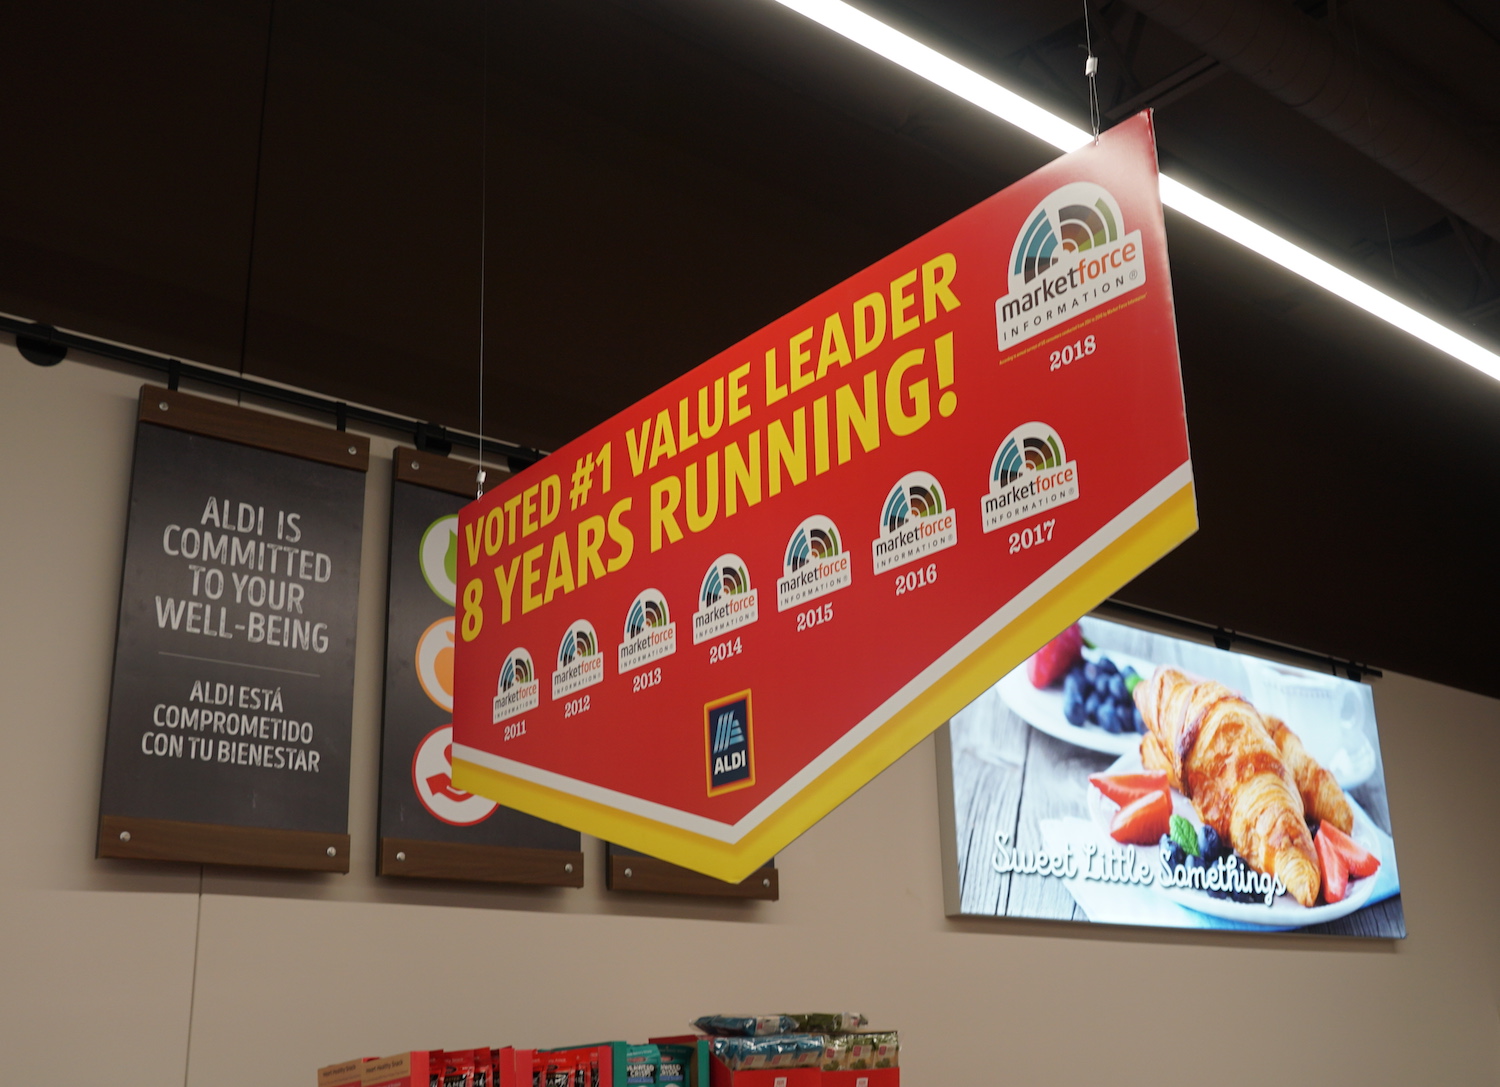 ALDI IS
COMMITTED
TO YOUR
WELL-BEING
ALDI ESTÁ
COMPROMETIDO
CON TU BIENESTAR
VOTED #1 VALUE LEADER
8 YEARS RUNNING!
marketforce
INFORMATION®
2018
marketforce
INFORMATION®
2011
marketforce
INFORMATION®
2012
marketforce
INFORMATION®
2013
marketforce
INFORMATION®
2014
marketforce
INFORMATION®
2015
marketforce
INFORMATION®
2016
marketforce
INFORMATION®
2017
ALDI
Sweet Little Somethings